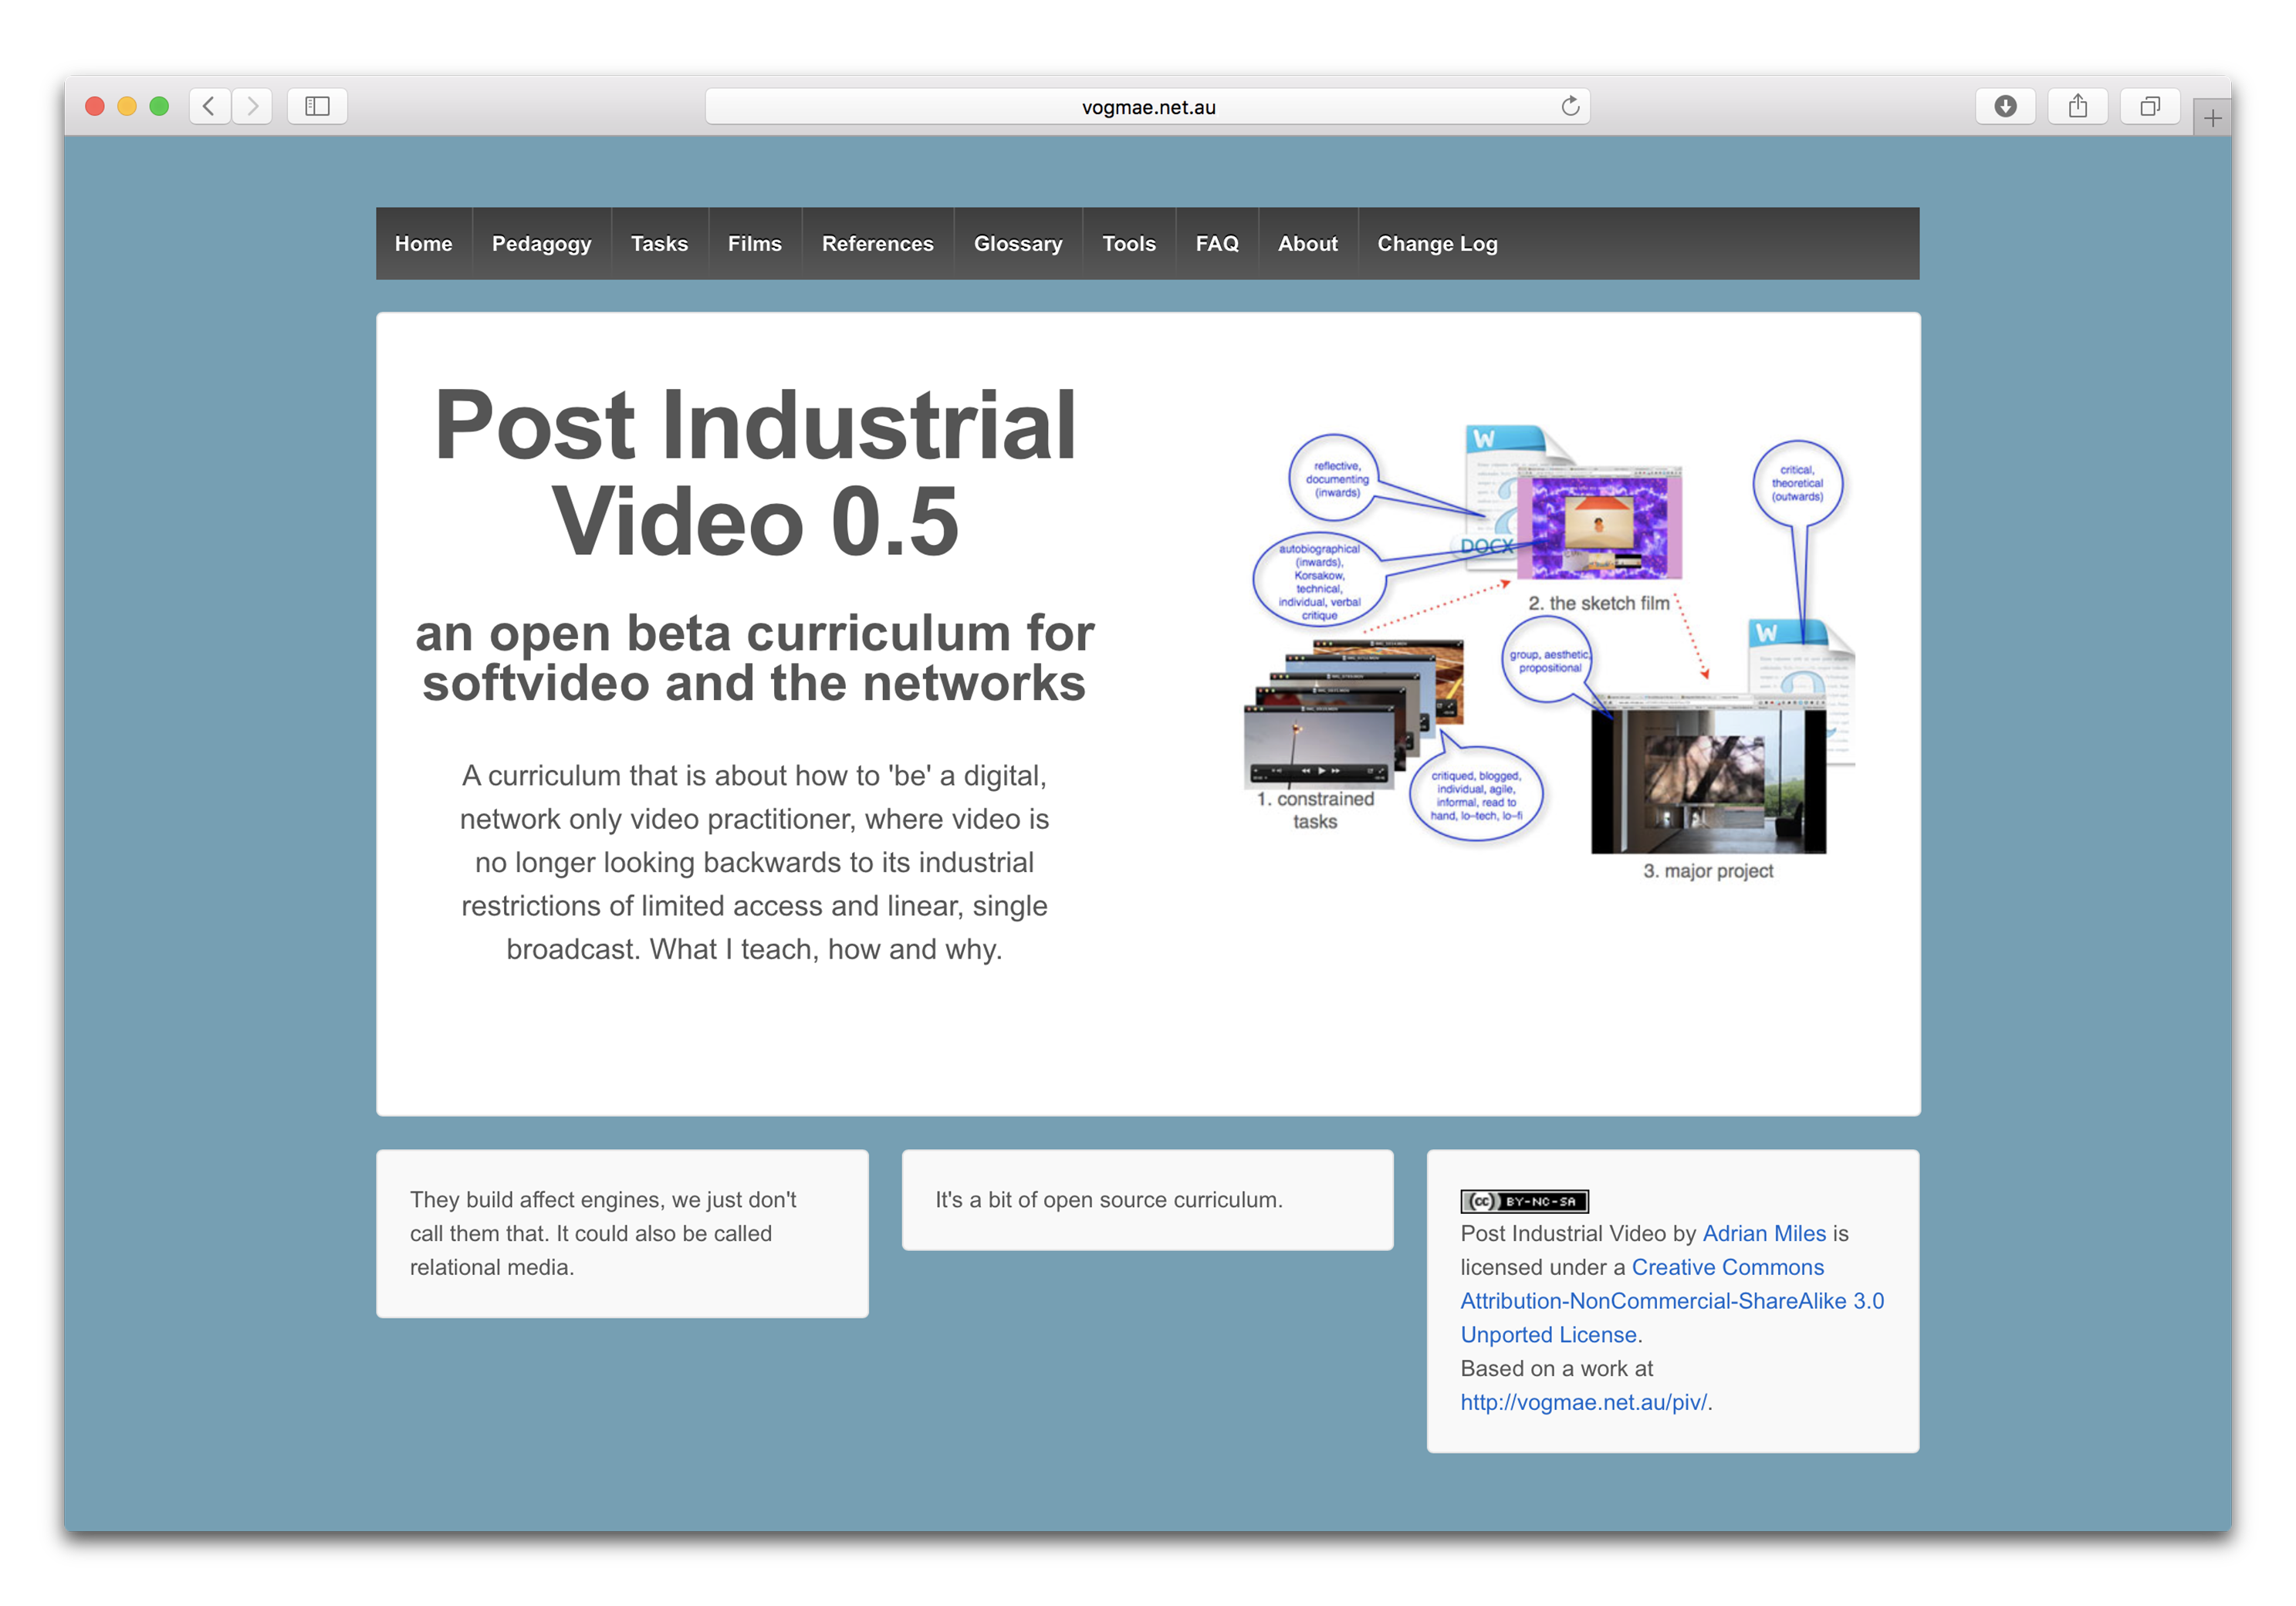 vogmae.net.au
Home Pedagogy Tasks Films References Glossary Tools FAQ About Change Log
Post Industrial
Video 0.5
an open beta curriculum for
softvideo and the networks
A curriculum that is about how to 'be' a digital,
network only video practitioner, where video is
no longer looking backwards to its industrial
restrictions of limited access and linear, single
broadcast. What I teach, how and why.
reflective,
documenting
(inwards)
autobiographical
(inwards),
Korsakow,
technical,
individual, verbal
critique
W
DOCX
2. the sketch film
critical,
theoretical
(outwards)
group, aesthetic,
propositional
W
1. constrained
tasks
critiqued, blogged,
individual, agile,
informal, read to
hand, lo-tech, lo-fi
3. major project
They build affect engines, we just don't
call them that. It could also be called
relational media.
It's a bit of open source curriculum.
(cc) BY-NC-SA
Post Industrial Video by Adrian Miles is
licensed under a Creative Commons
Attribution-NonCommercial-ShareAlike 3.0
Unported License.
Based on a work at
http://vogmae.net.au/piv/.